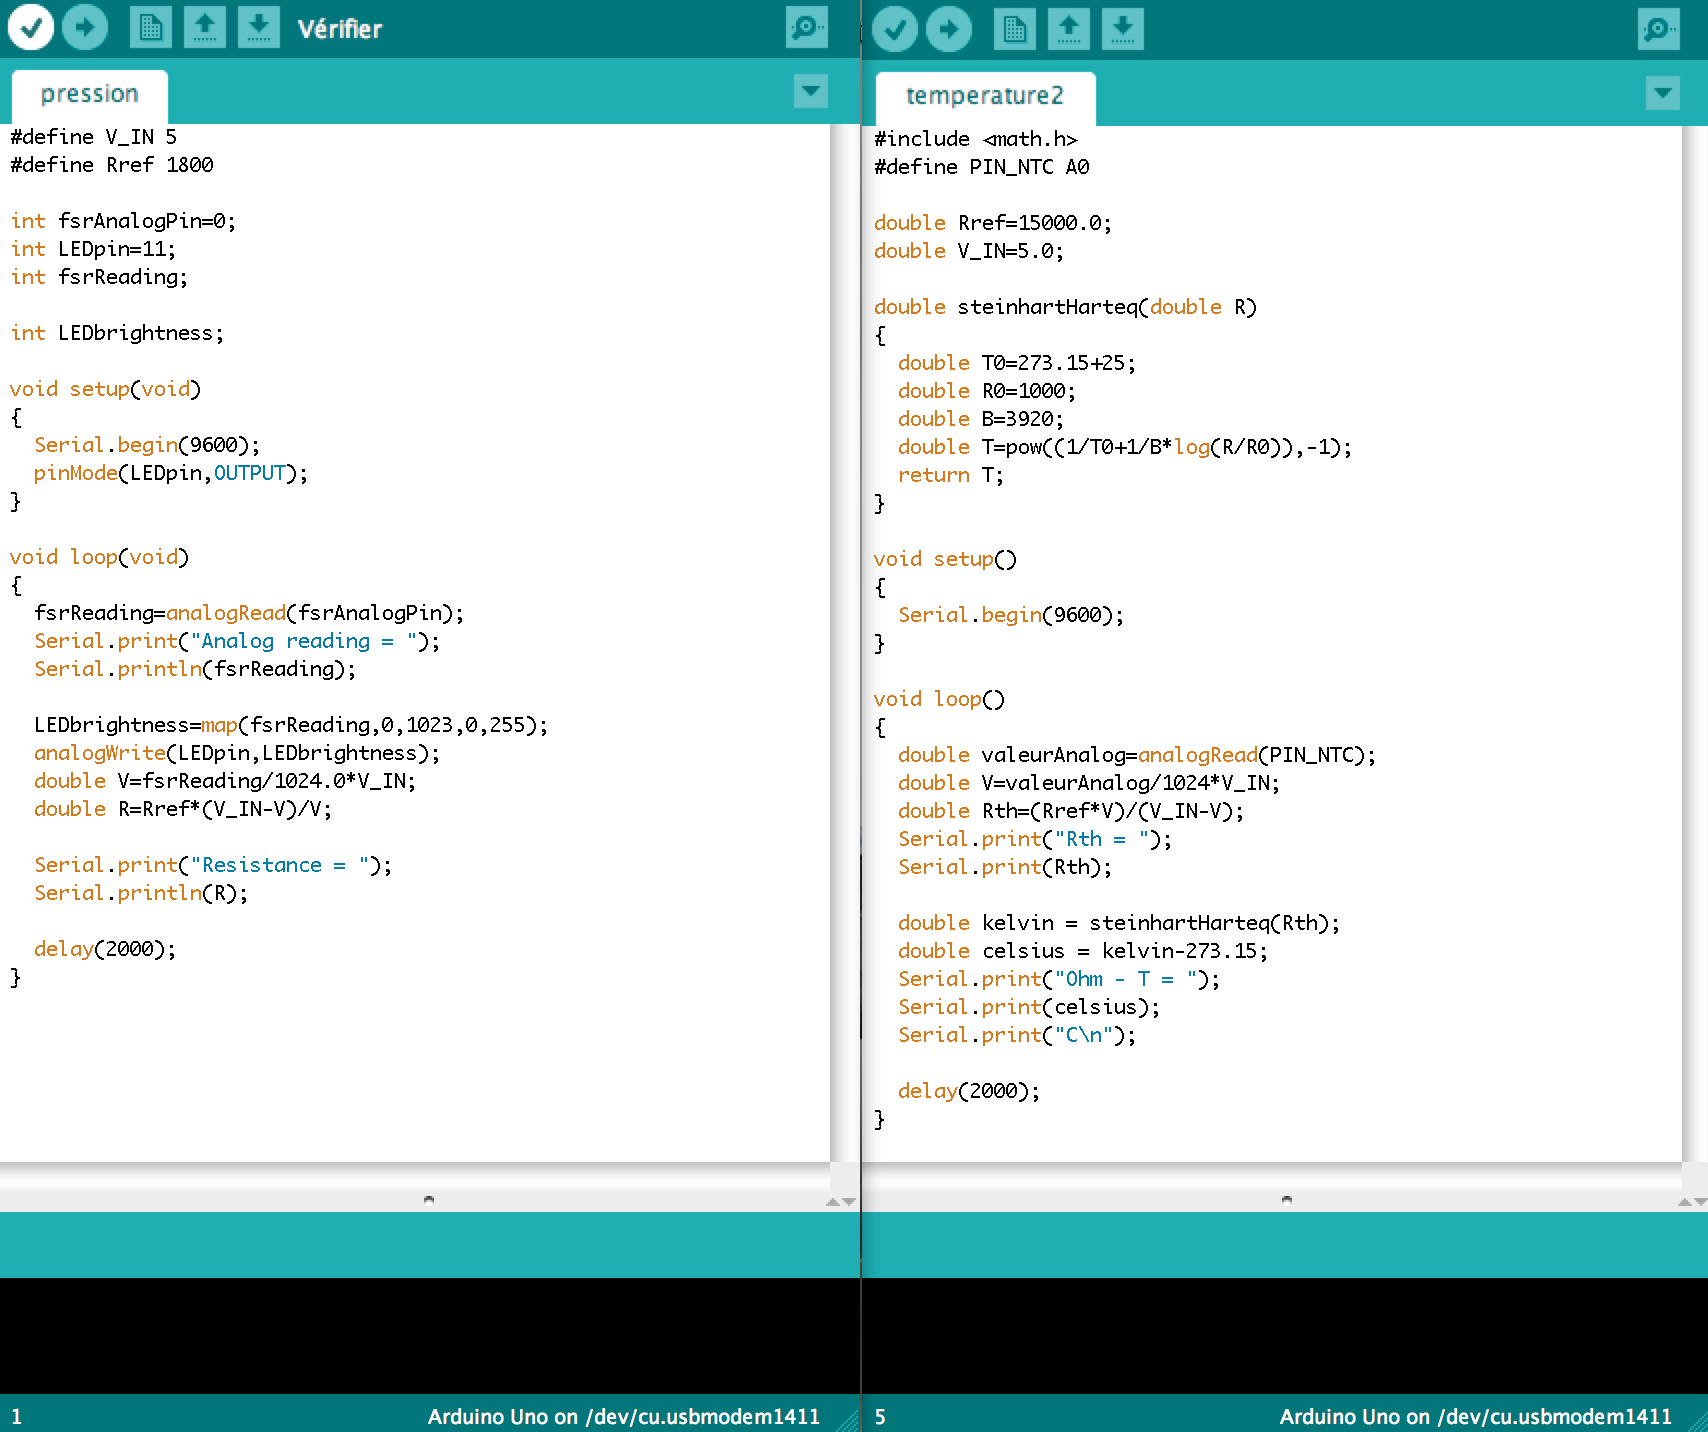 Vérifier
pression
#define V_IN 5
#define Rref 1800
int fsrAnalogPin=0;
int LEDpin=11;
int fsrReading;
int LEDbrightness;
void setup(void)
{
  Serial.begin(9600);
  pinMode(LEDpin,OUTPUT);
}
void loop(void)
{
  fsrReading=analogRead(fsrAnalogPin);
  Serial.print("Analog reading = ");
  Serial.println(fsrReading);
  LEDbrightness=map(fsrReading,0,1023,0,255);
  analogWrite(LEDpin,LEDbrightness);
  double V=fsrReading/1024.0*V_IN;
  double R=Rref*(V_IN-V)/V;
  Serial.print("Resistance = ");
  Serial.println(R);
  delay(2000);
}
1
Arduino Uno on /dev/cu.usbmodem1411
temperature2
#include <math.h>
#define PIN_NTC A0
double Rref=15000.0;
double V_IN=5.0;
double steinhartHarteq(double R)
{
  double T0=273.15+25;
  double R0=1000;
  double B=3920;
  double T=pow((1/T0+1/B*log(R/R0)),-1);
  return T;
}
void setup()
{
  Serial.begin(9600);
}
void loop()
{
  double valeurAnalog=analogRead(PIN_NTC);
  double V=valeurAnalog/1024*V_IN;
  double Rth=(Rref*V)/(V_IN-V);
  Serial.print("Rth = ");
  Serial.print(Rth);
  double kelvin = steinhartHarteq(Rth);
  double celsius = kelvin-273.15;
  Serial.print("Ohm - T = ");
  Serial.print(celsius);
  Serial.print("C\n");
  delay(2000);
}
5
Arduino Uno on /dev/cu.usbmodem1411